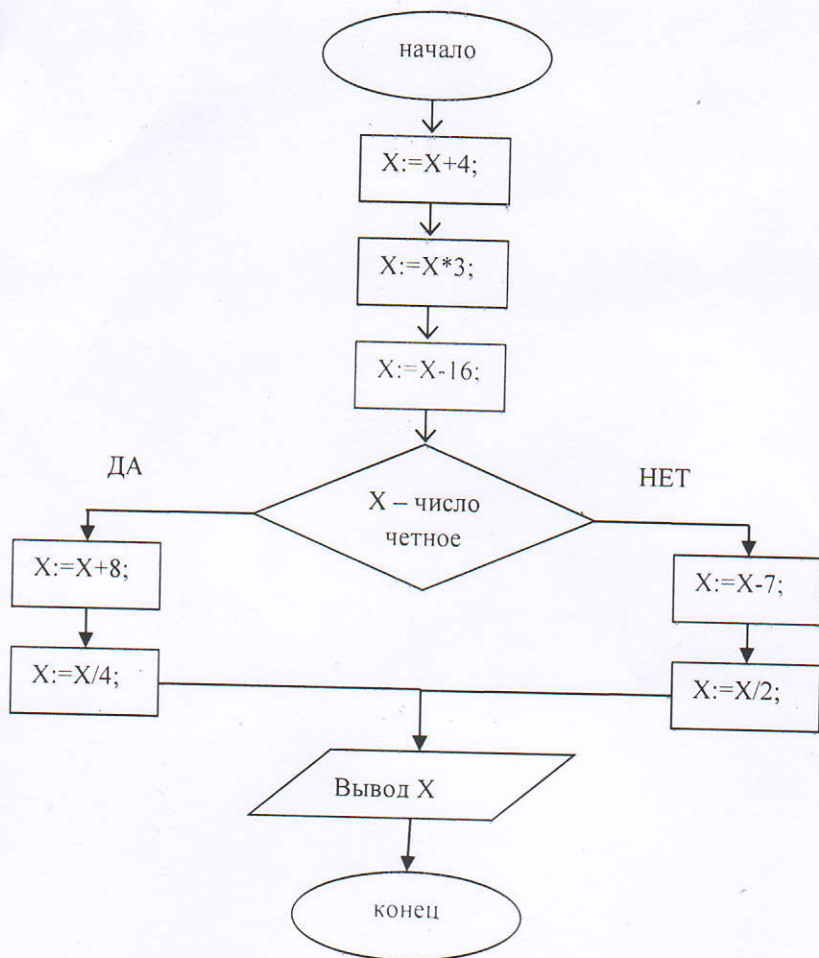 начало
X:=X+4;
X:=X*3;
X:=X-16;
ДА
НЕТ
X – число
четное
X:=X+8;
X:=X-7;
X:=X/4;
X:=X/2;
Вывод X
конец